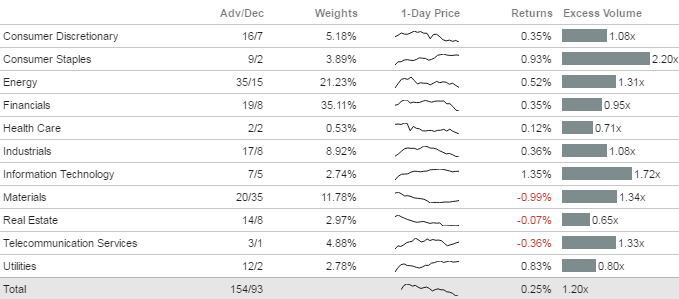 Adv/Dec Weights 1-Day Price Returns Excess Volume
Consumer Discretionary 16/7 5.18% 0.35% 1.08x
Consumer Staples 9/2 3.89% 0.93% 2.20x
Energy 35/15 21.23% 0.52% 1.31x
Financials 19/8 35.11% 0.35% 0.95x
Health Care 2/2 0.53% 0.12% 0.71x
Industrials 17/8 8.92% 0.36% 1.08x
Information Technology 7/5 2.74% 1.35% 1.72x
Materials 20/35 11.78% -0.99% 1.34x
Real Estate 14/8 2.97% -0.07% 0.65x
Telecommunication Services 3/1 4.88% -0.36% 1.33x
Utilities 12/2 2.78% 0.83% 0.80x
Total 154/93 0.25% 1.20x